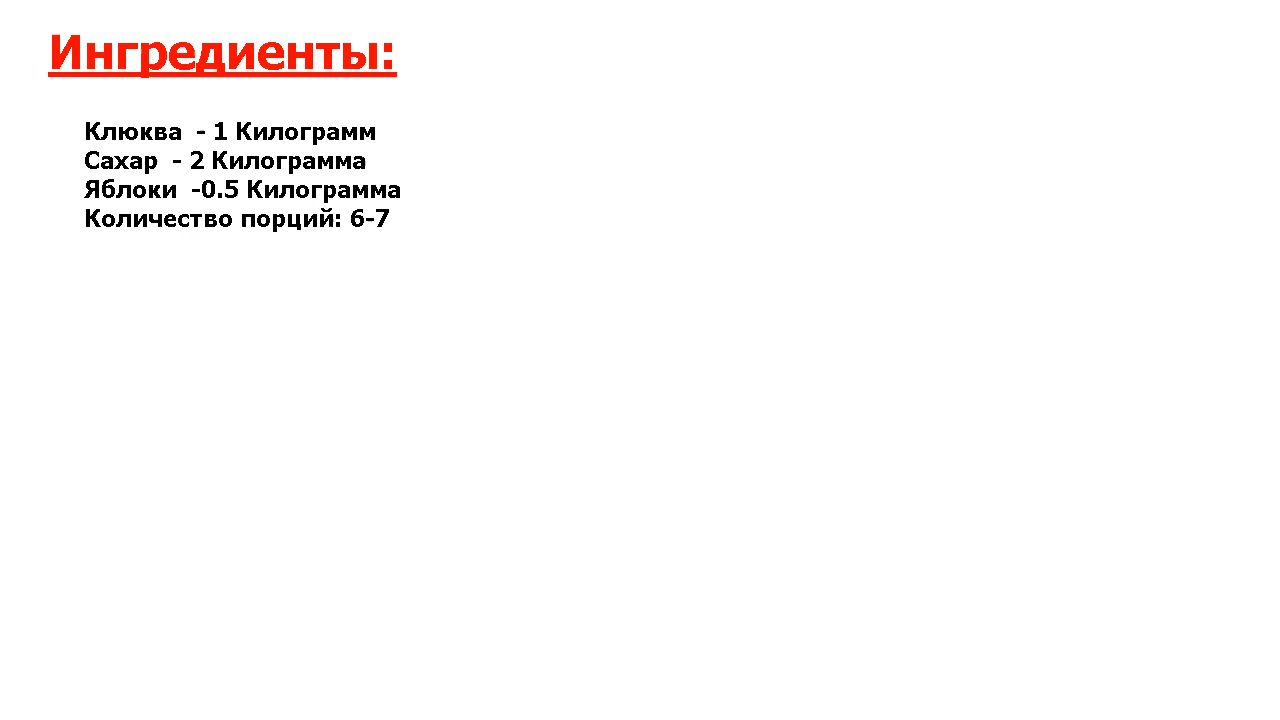 Ингредиенты:
Клюква  - 1 Килограмм
Сахар  - 2 Килограмма
Яблоки  -0.5 Килограмма
Количество порций: 6-7